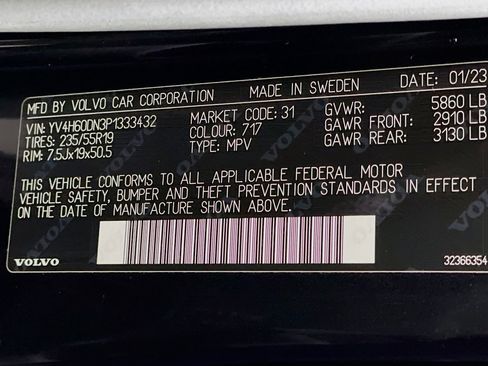 MFD BY VOLVO CAR CORPORATION MADE IN SWEDEN DATE: 01/23
VIN: YV4H60DN3P1333432 MARKET CODE: 31 GVWR: 5860 LB
TIRES: 235/55R19 COLOUR: 717 GAWR FRONT: 2910 LB
RIM: 7.5Jx19x50.5 TYPE: MPV GAWR REAR: 3130 LB
THIS VEHICLE CONFORMS TO ALL APPLICABLE FEDERAL MOTOR
VEHICLE SAFETY, BUMPER AND THEFT PREVENTION STANDARDS IN EFFECT
ON THE DATE OF MANUFACTURE SHOWN ABOVE.
VOLVO 32366354